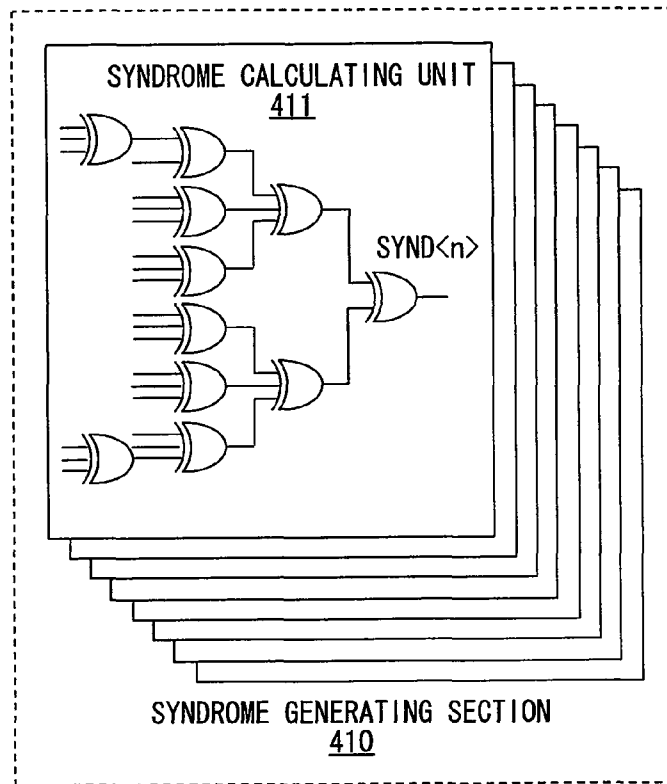 SYNDROME CALCULATING UNIT
411
SYND<n>
SYNDROME GENERATING SECTION
410